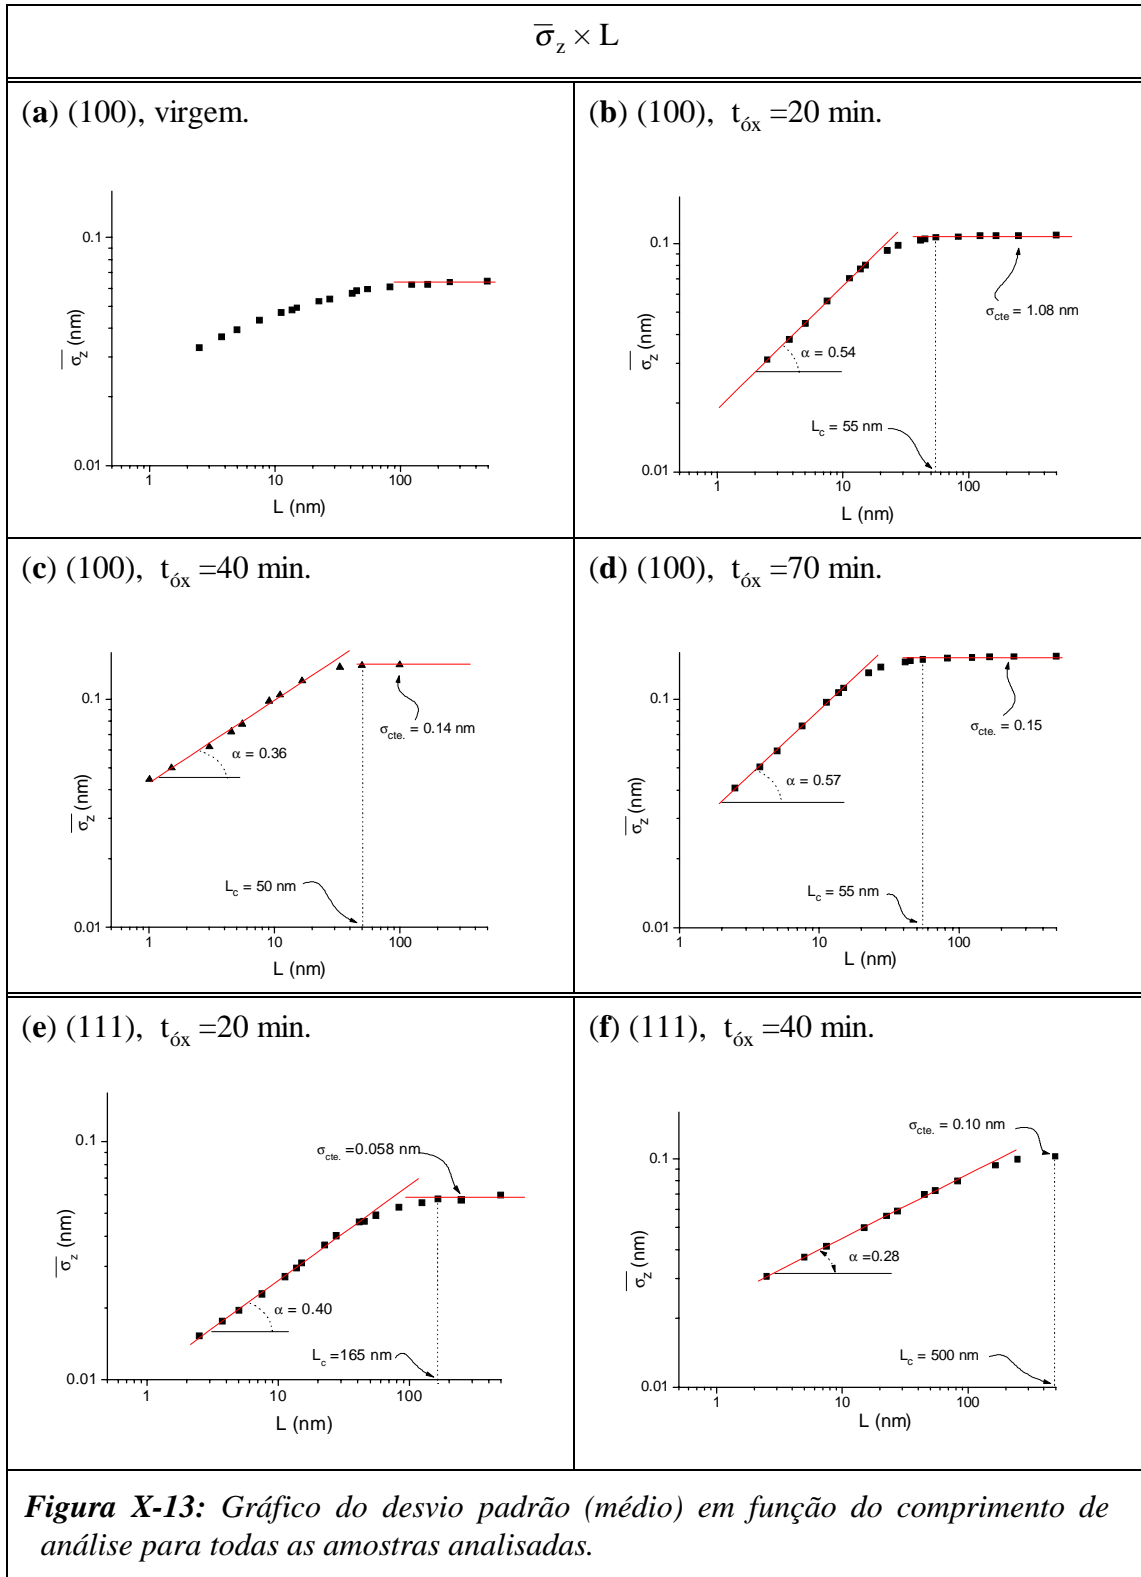 σ̅z × L
(a) (100), virgem.
0.1
0.01
σz (nm)
1 10 100
L (nm)
(b) (100), tóx =20 min.
0.1
0.01
σz (nm)
σcte = 1.08 nm
α = 0.54
Lc = 55 nm
1 10 100
L (nm)
(c) (100), tóx =40 min.
0.1
0.01
σz (nm)
σcte. = 0.14 nm
α = 0.36
Lc = 50 nm
1 10 100
L (nm)
(d) (100), tóx =70 min.
0.1
0.01
σz (nm)
σcte. = 0.15
α = 0.57
Lc = 55 nm
1 10 100
L (nm)
(e) (111), tóx =20 min.
0.1
0.01
σz (nm)
σcte. =0.058 nm
α = 0.40
Lc =165 nm
1 10 100
L (nm)
(f) (111), tóx =40 min.
0.1
0.01
σz (nm)
σcte. = 0.10 nm
α =0.28
Lc = 500 nm
1 10 100
L (nm)
Figura X-13: Gráfico do desvio padrão (médio) em função do comprimento de
análise para todas as amostras analisadas.